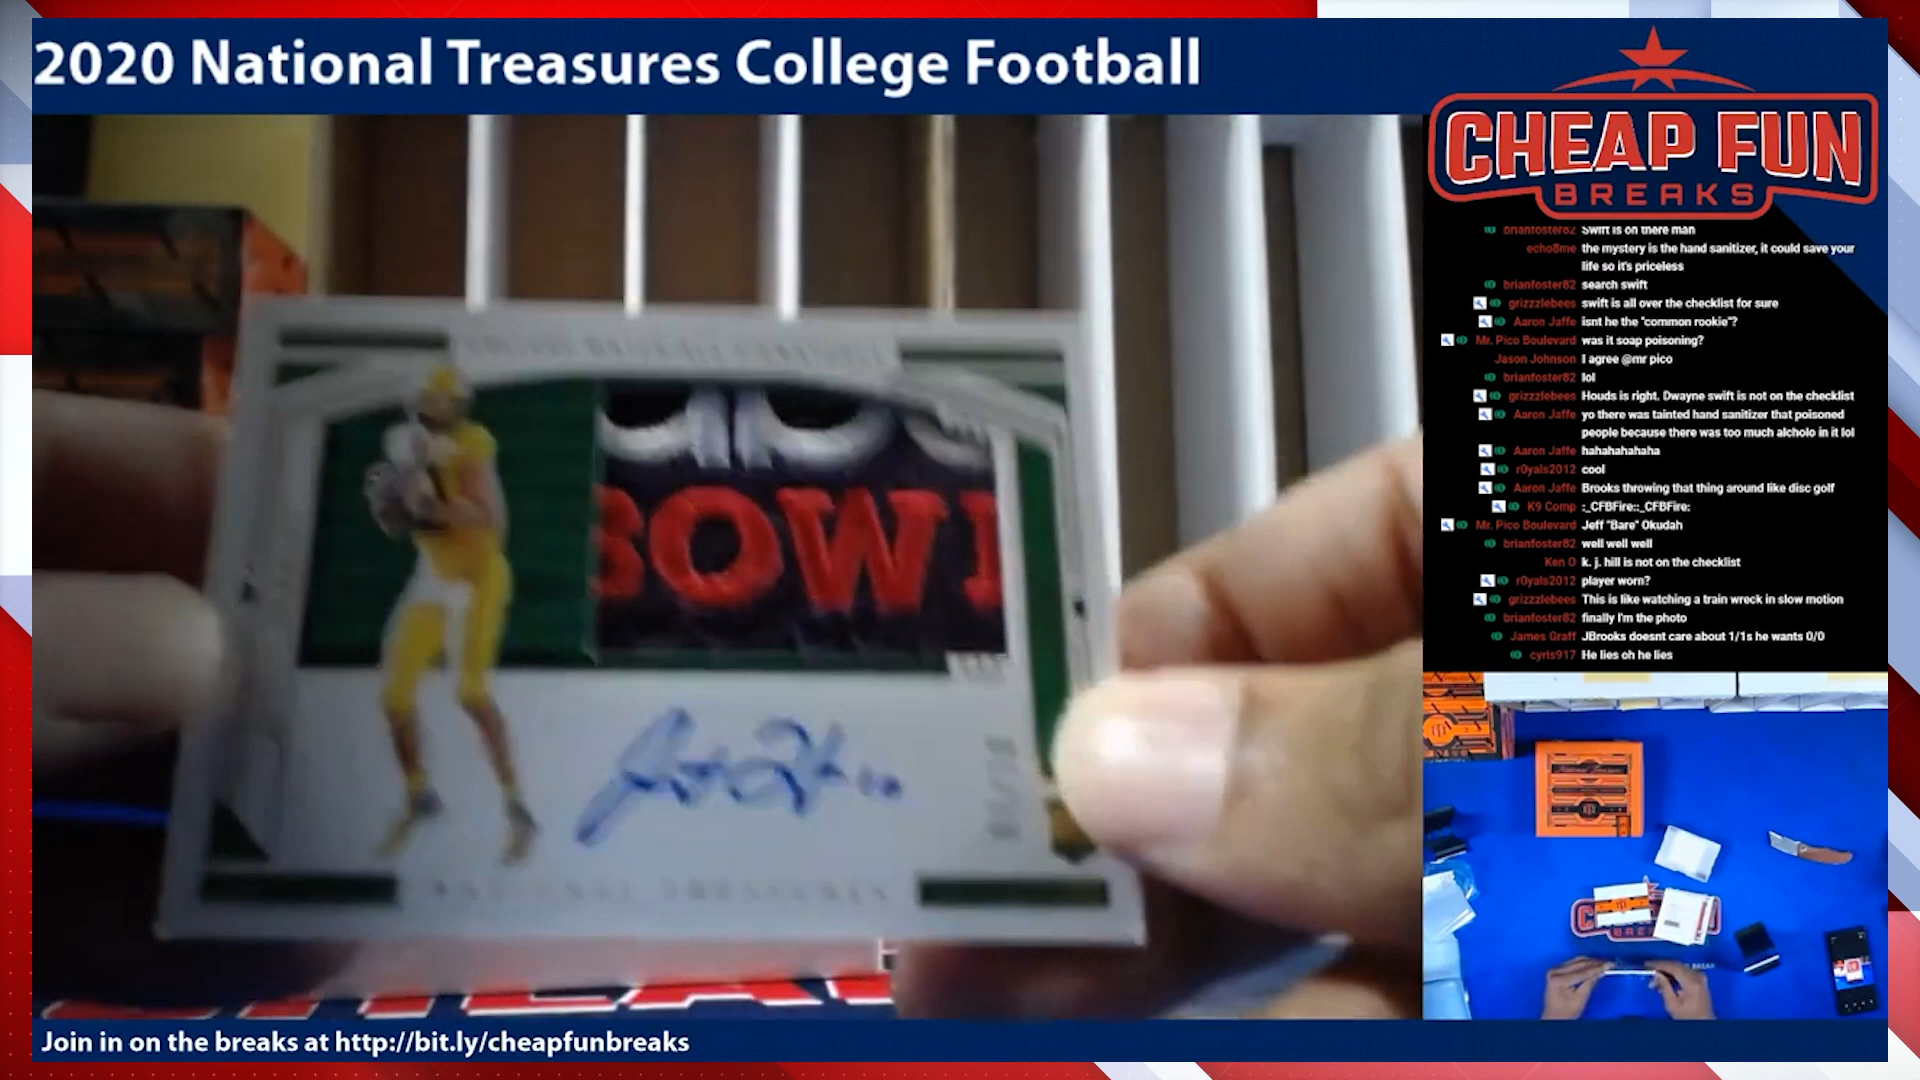 2020 National Treasures College Football
CHEAP FUN
BREAKS
brianfoster82 Swift is on there man
echo8me the mystery is the hand sanitizer, it could save your
life so it's priceless
brianfoster82 search swift
grizzzlebees swift is all over the checklist for sure
Aaron Jaffe isnt he the "common rookie"?
Mr. Pico Boulevard was it soap poisoning?
Jason Johnson I agree @mr pico
brianfoster82 lol
grizzzlebees Houds is right. Dwayne swift is not on the checklist
Aaron Jaffe yo there was tainted hand sanitizer that poisoned
people because there was too much alcholo in it lol
Aaron Jaffe hahahahahaha
r0yals2012 cool
Aaron Jaffe Brooks throwing that thing around like disc golf
K9 Comp :_CFBFire::_CFBFire:
Mr. Pico Boulevard Jeff "Bare" Okudah
brianfoster82 well well well
Ken O k. j. hill is not on the checklist
r0yals2012 player worn?
grizzzlebees This is like watching a train wreck in slow motion
brianfoster82 finally I'm the photo
James Graff JBrooks doesnt care about 1/1s he wants 0/0
cyris917 He lies oh he lies
BOWL
NATIONAL TREASURES
Join in on the breaks at http://bit.ly/cheapfunbreaks